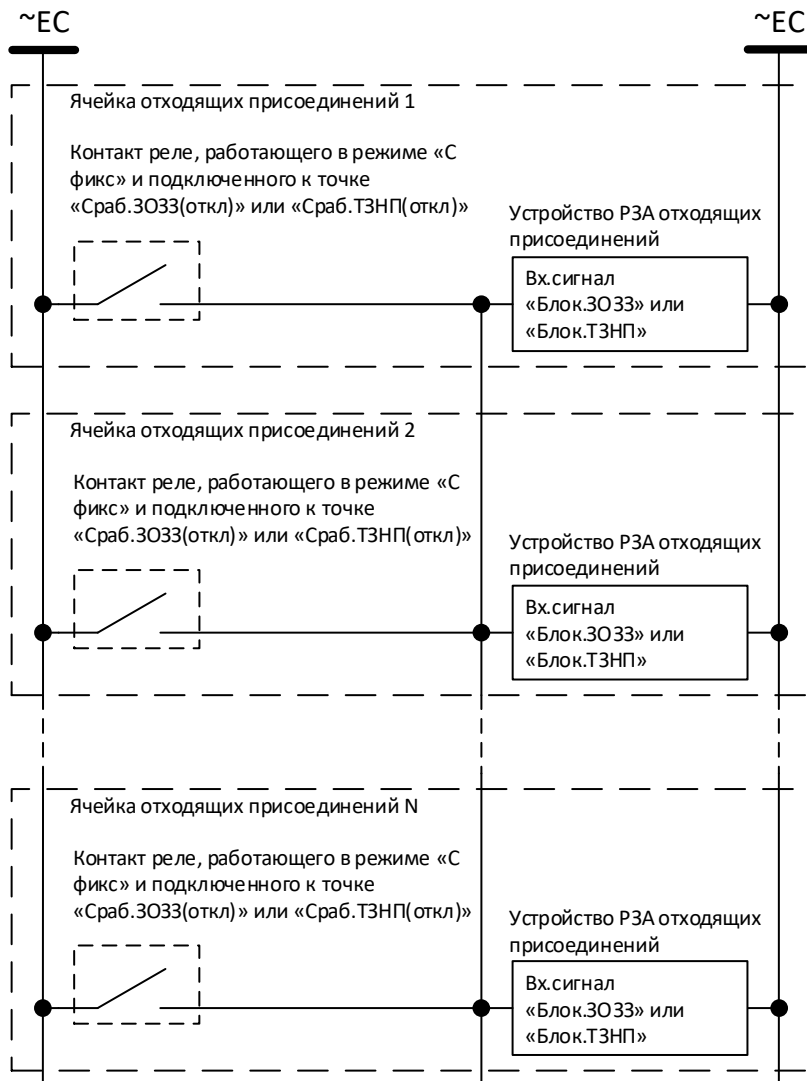 ~ЕС
~ЕС
Ячейка отходящих присоединений 1
Контакт реле, работающего в режиме «С
фикс» и подключенного к точке
«Сраб.ЗОЗЗ(откл)» или «Сраб.ТЗНП(откл)»
Устройство РЗА отходящих
присоединений
Вх.сигнал
«Блок.ЗОЗЗ» или
«Блок.ТЗНП»
Ячейка отходящих присоединений 2
Контакт реле, работающего в режиме «С
фикс» и подключенного к точке
«Сраб.ЗОЗЗ(откл)» или «Сраб.ТЗНП(откл)»
Устройство РЗА отходящих
присоединений
Вх.сигнал
«Блок.ЗОЗЗ» или
«Блок.ТЗНП»
Ячейка отходящих присоединений N
Контакт реле, работающего в режиме «С
фикс» и подключенного к точке
«Сраб.ЗОЗЗ(откл)» или «Сраб.ТЗНП(откл)»
Устройство РЗА отходящих
присоединений
Вх.сигнал
«Блок.ЗОЗЗ» или
«Блок.ТЗНП»